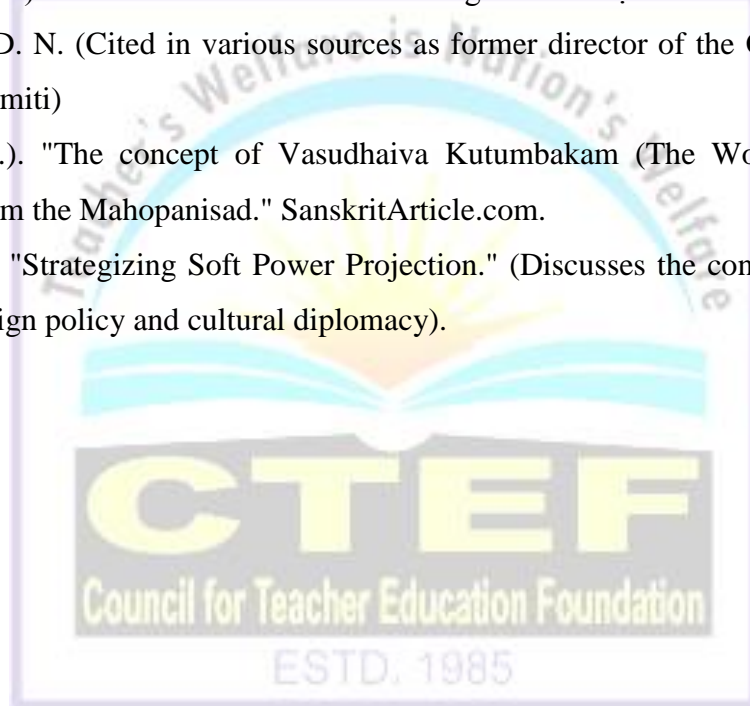 D. N. (Cited in various sources as former director of the
miti)
.). "The concept of Vasudhaiva Kutumbakam (The
m the Mahopanisad." SanskritArticle.com.
"Strategizing Soft Power Projection." (Discusses the
ign policy and cultural diplomacy).
Teacher's Welfare is Nation's Welfare
CTEF
Council for Teacher Education Foundation
ESTD. 1985